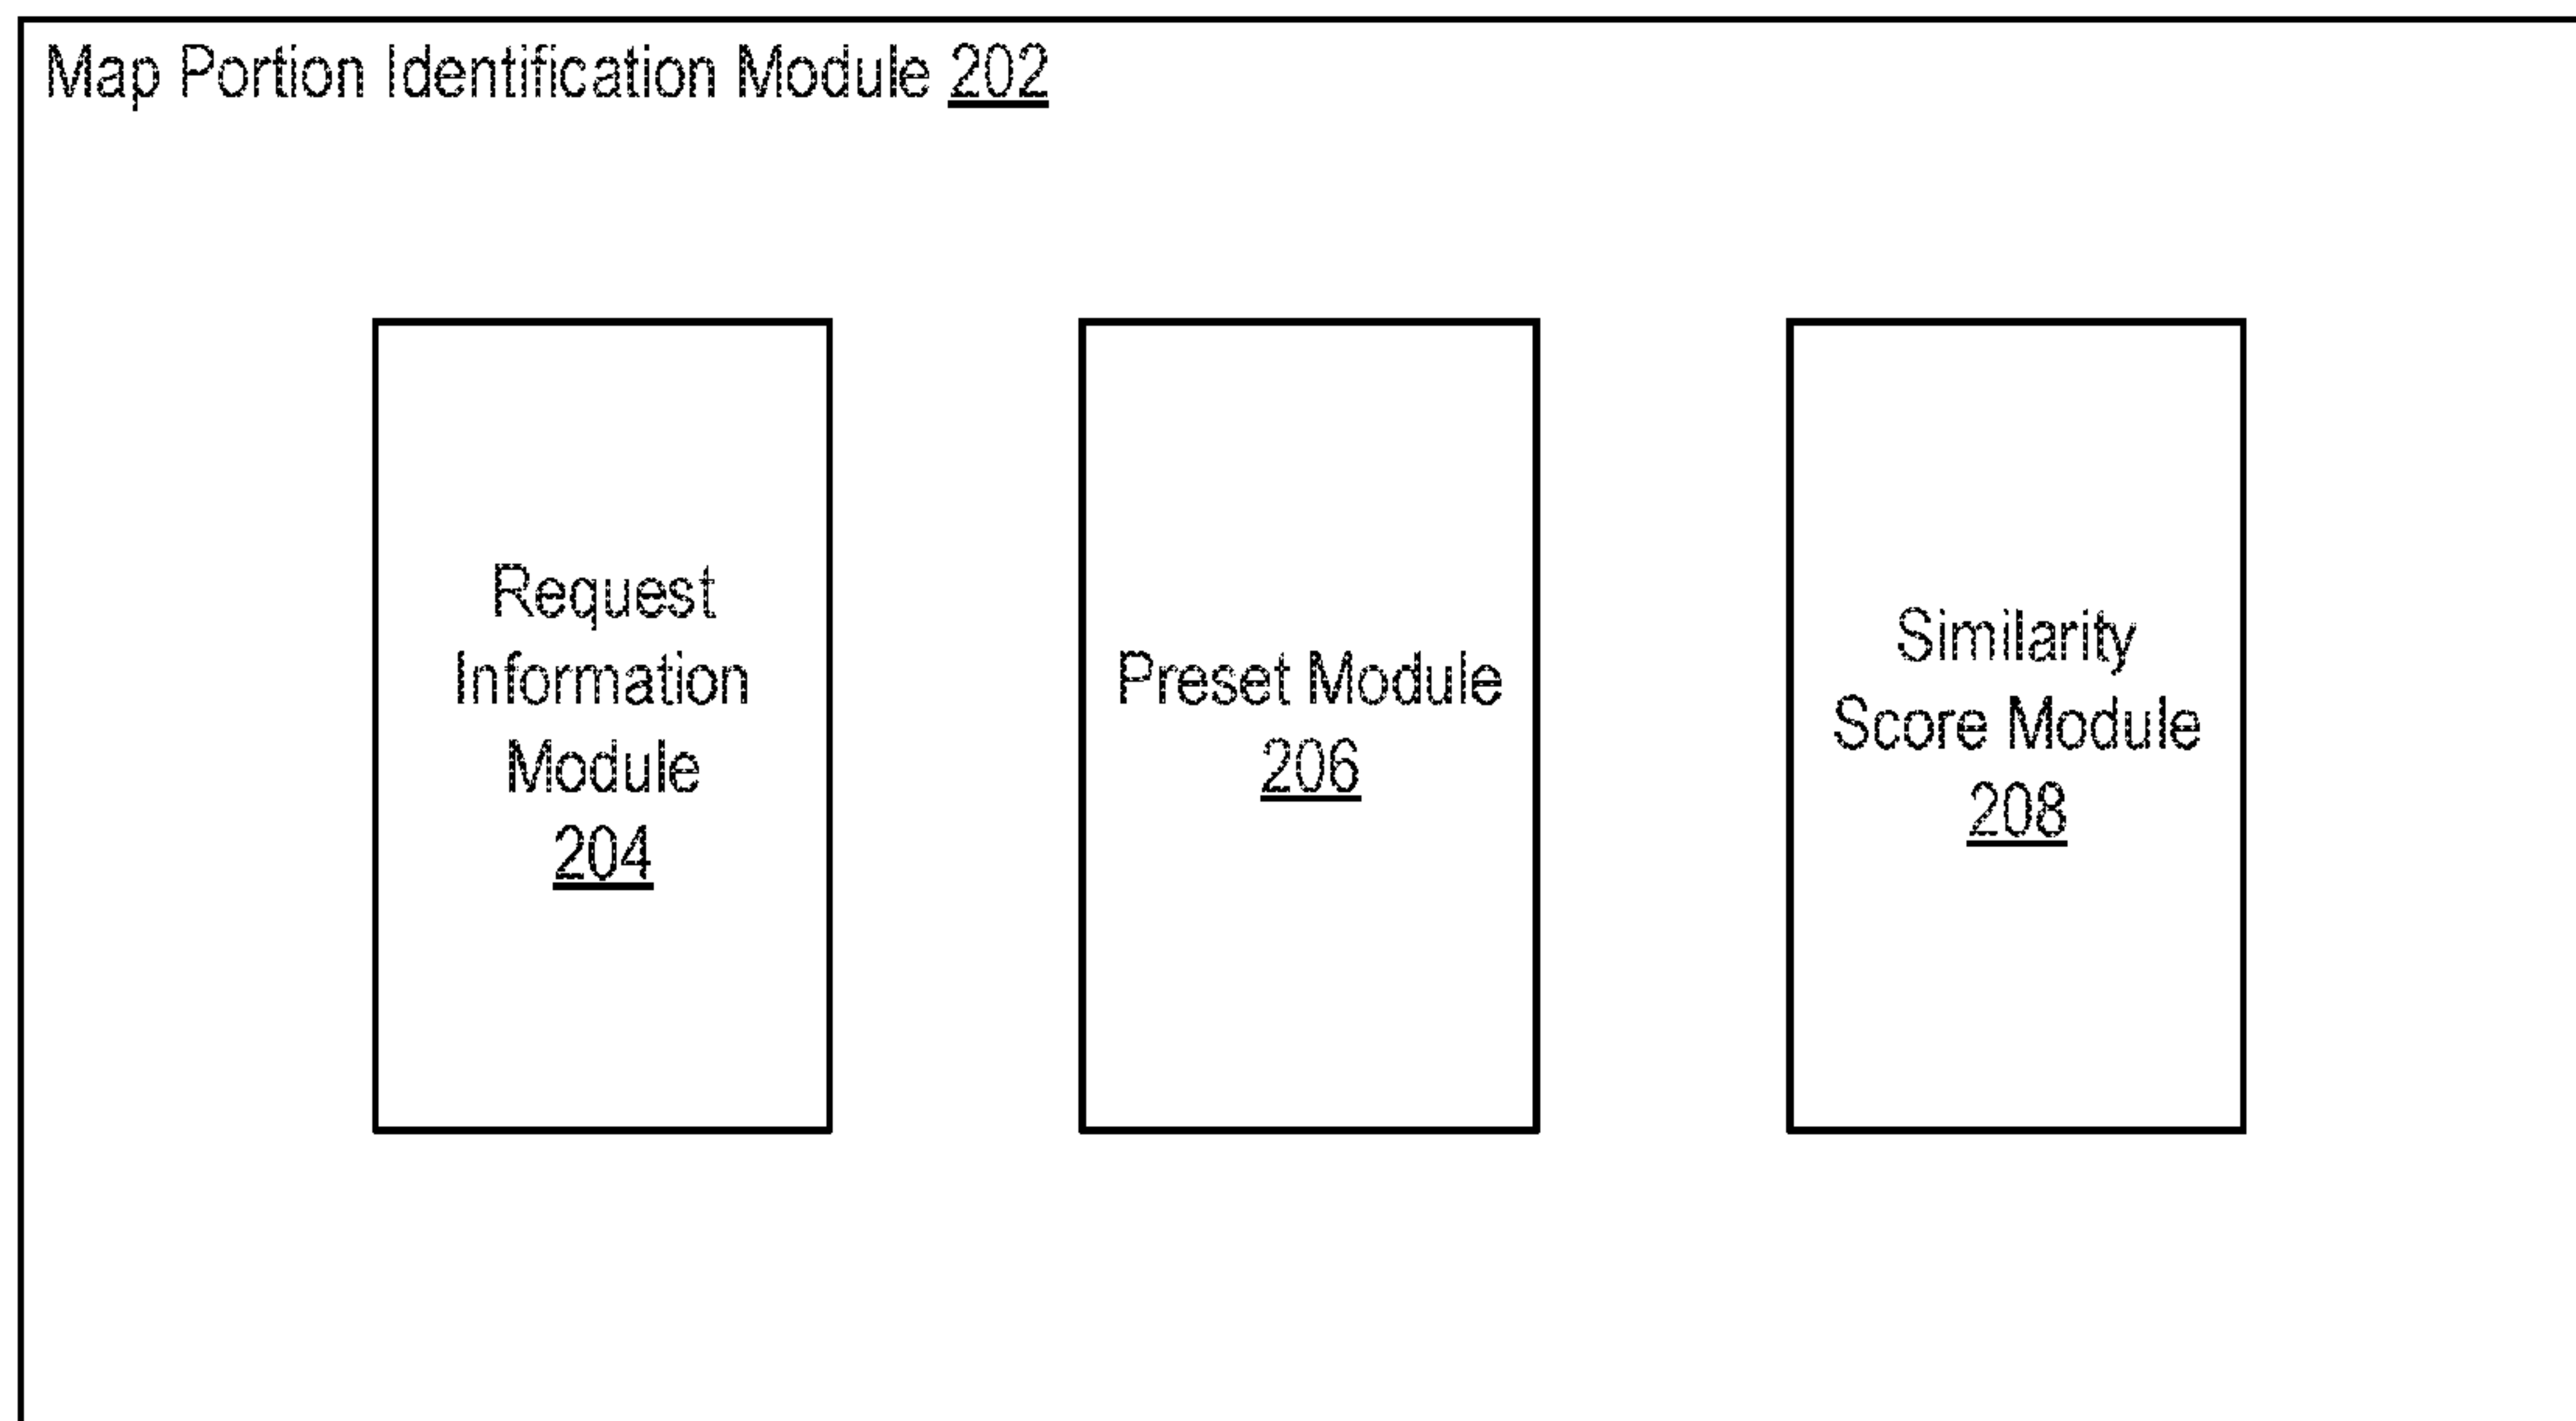 Map Portion Identification Module 202
Request
Information
Module
204
Preset Module
206
Similarity
Score Module
208